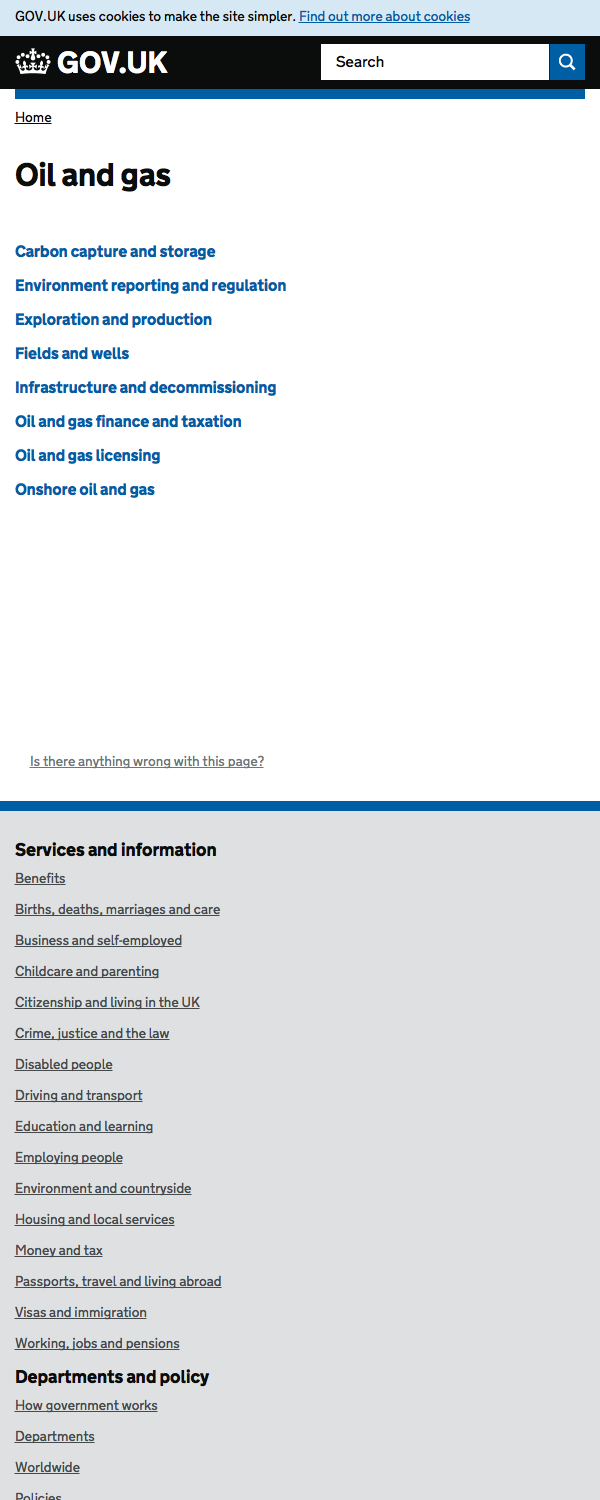 GOV.UK uses cookies to make the site simpler. Find out more about cookies
GOV.UK
Search
Home
Oil and gas
Carbon capture and storage
Environment reporting and regulation
Exploration and production
Fields and wells
Infrastructure and decommissioning
Oil and gas finance and taxation
Oil and gas licensing
Onshore oil and gas
Is there anything wrong with this page?
Services and information
Benefits
Births, deaths, marriages and care
Business and self-employed
Childcare and parenting
Citizenship and living in the UK
Crime, justice and the law
Disabled people
Driving and transport
Education and learning
Employing people
Environment and countryside
Housing and local services
Money and tax
Passports, travel and living abroad
Visas and immigration
Working, jobs and pensions
Departments and policy
How government works
Departments
Worldwide
Policies